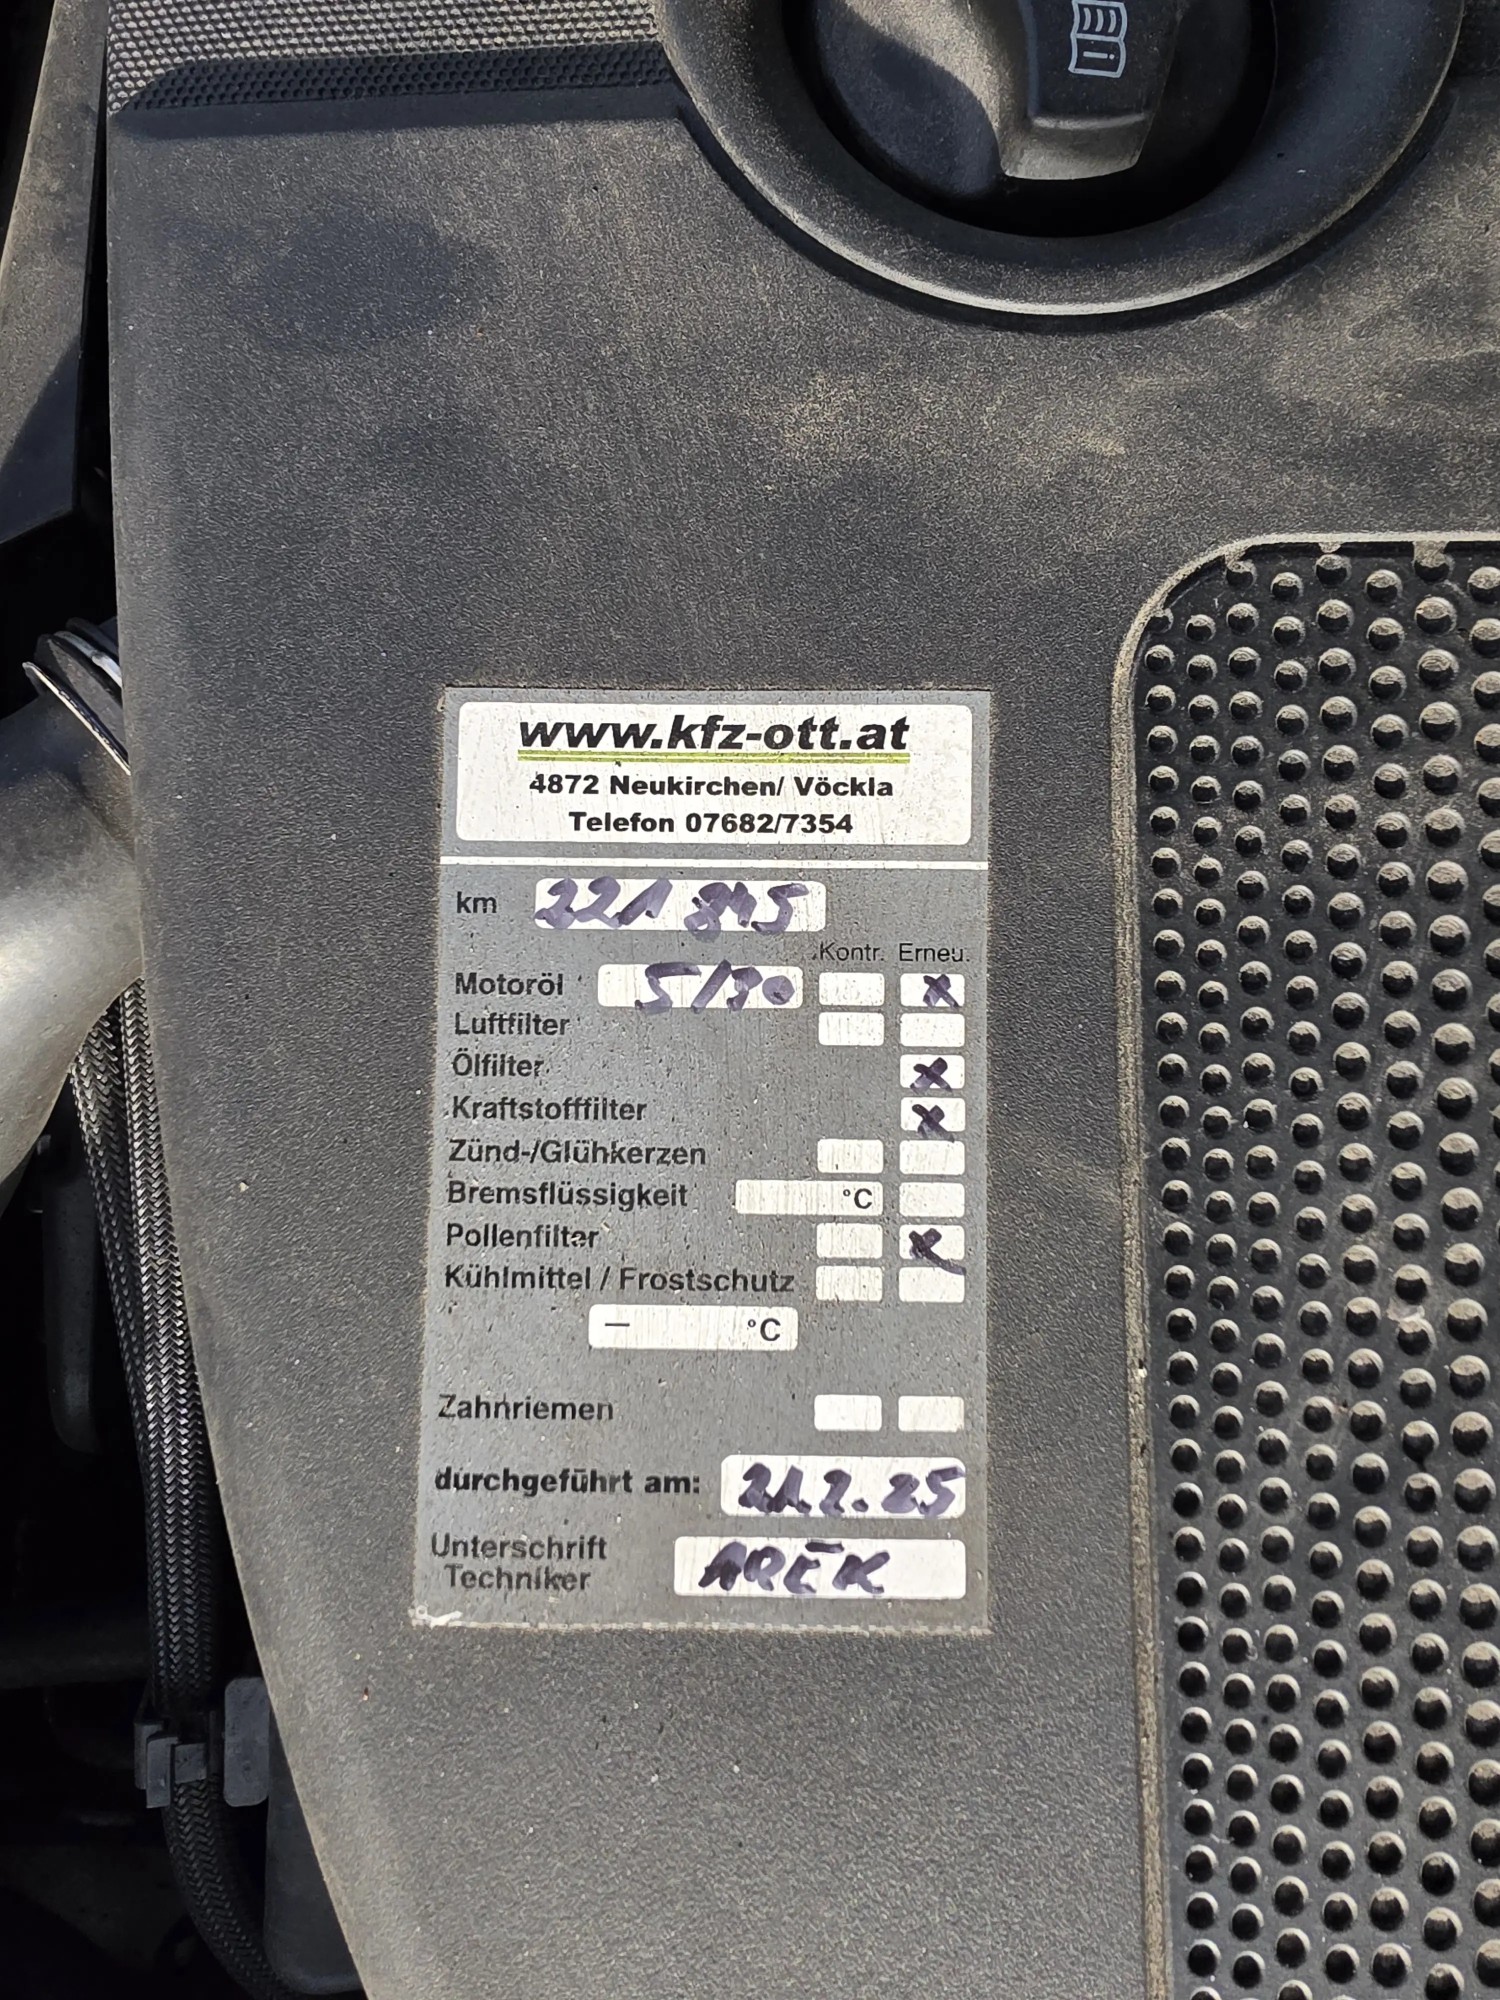 www.kfz-ott.at
4872 Neukirchen/ Vöckla
Telefon 07682/7354
km 221 845
Kontr. Erneu.
Motoröl 5/30 x
Luftfilter
Ölfilter x
Kraftstofffilter x
Zünd-/Glühkerzen
Bremsflüssigkeit °C
Pollenfilter x
Kühlmittel / Frostschutz
— °C
Zahnriemen
durchgeführt am: 21.2.25
Unterschrift
Techniker AREK